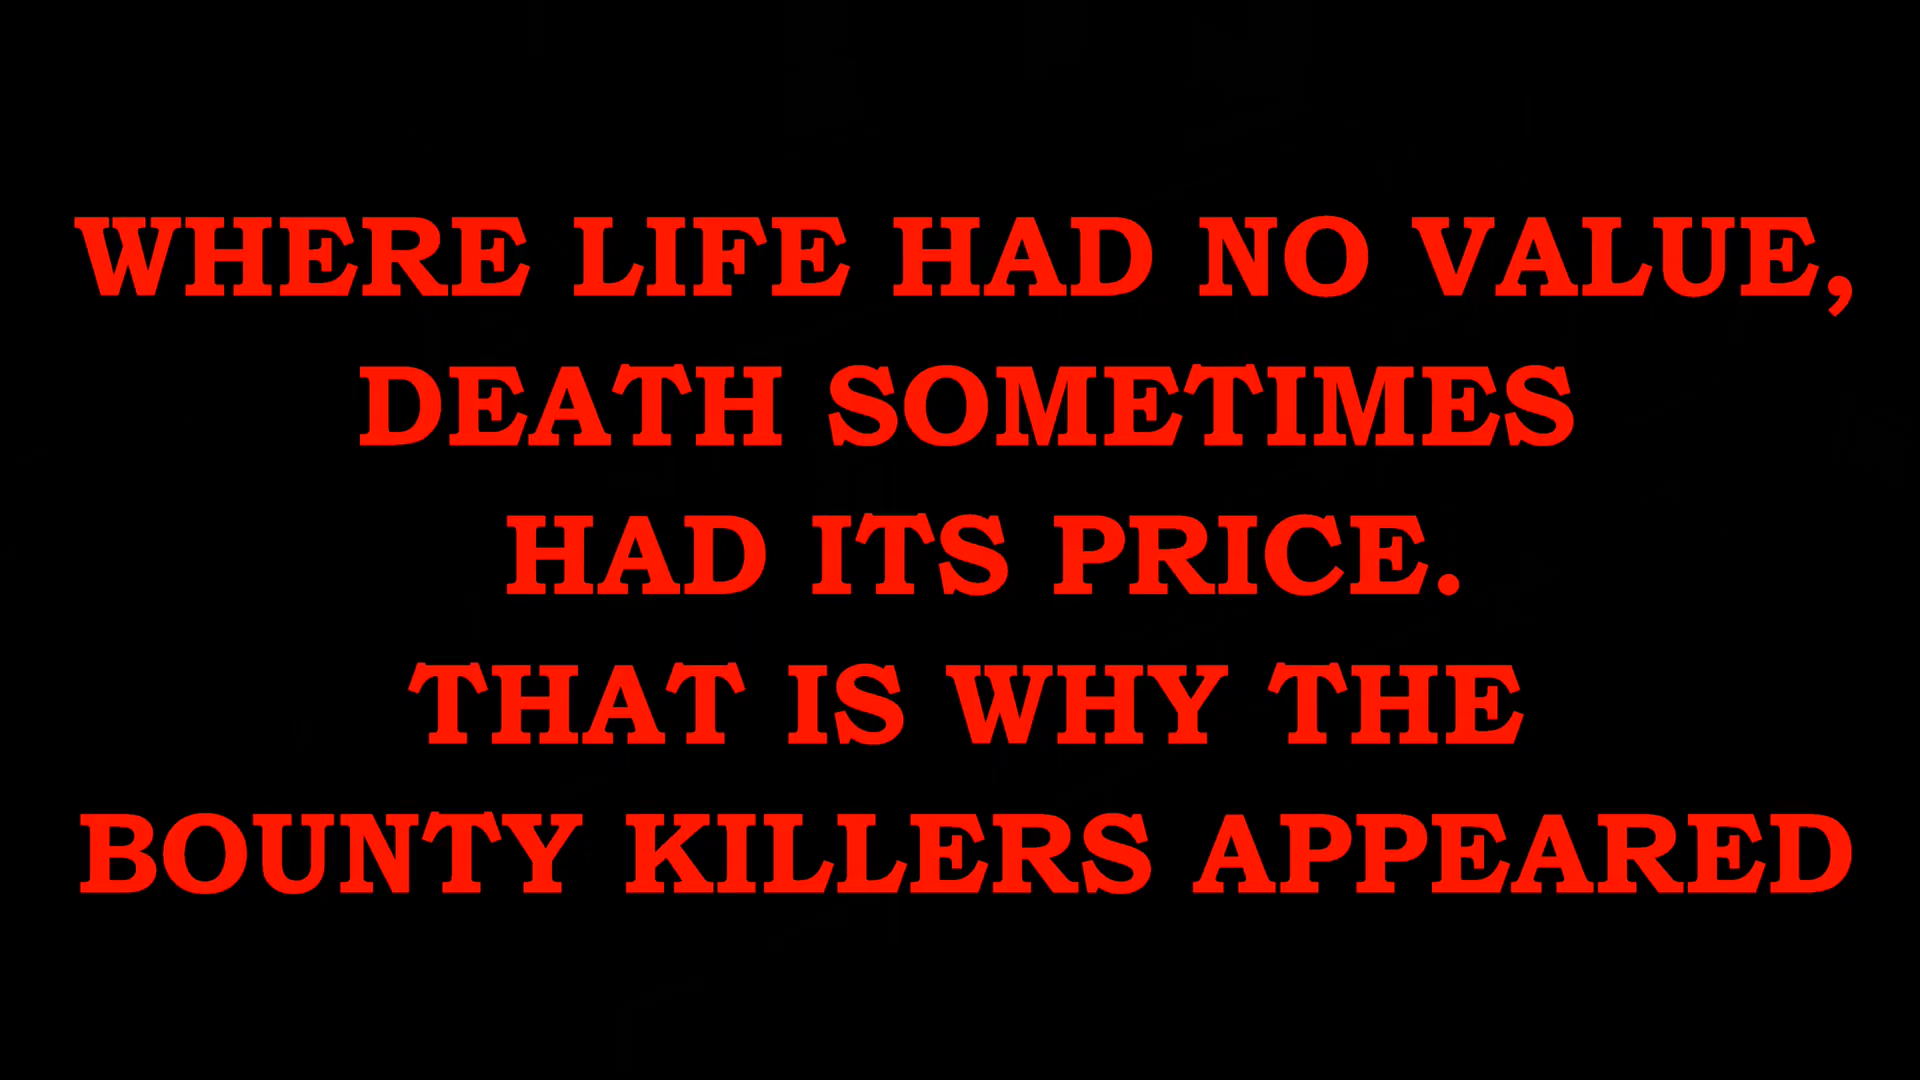 WHERE LIFE HAD NO VALUE,
DEATH SOMETIMES
HAD ITS PRICE.
THAT IS WHY THE
BOUNTY KILLERS APPEARED